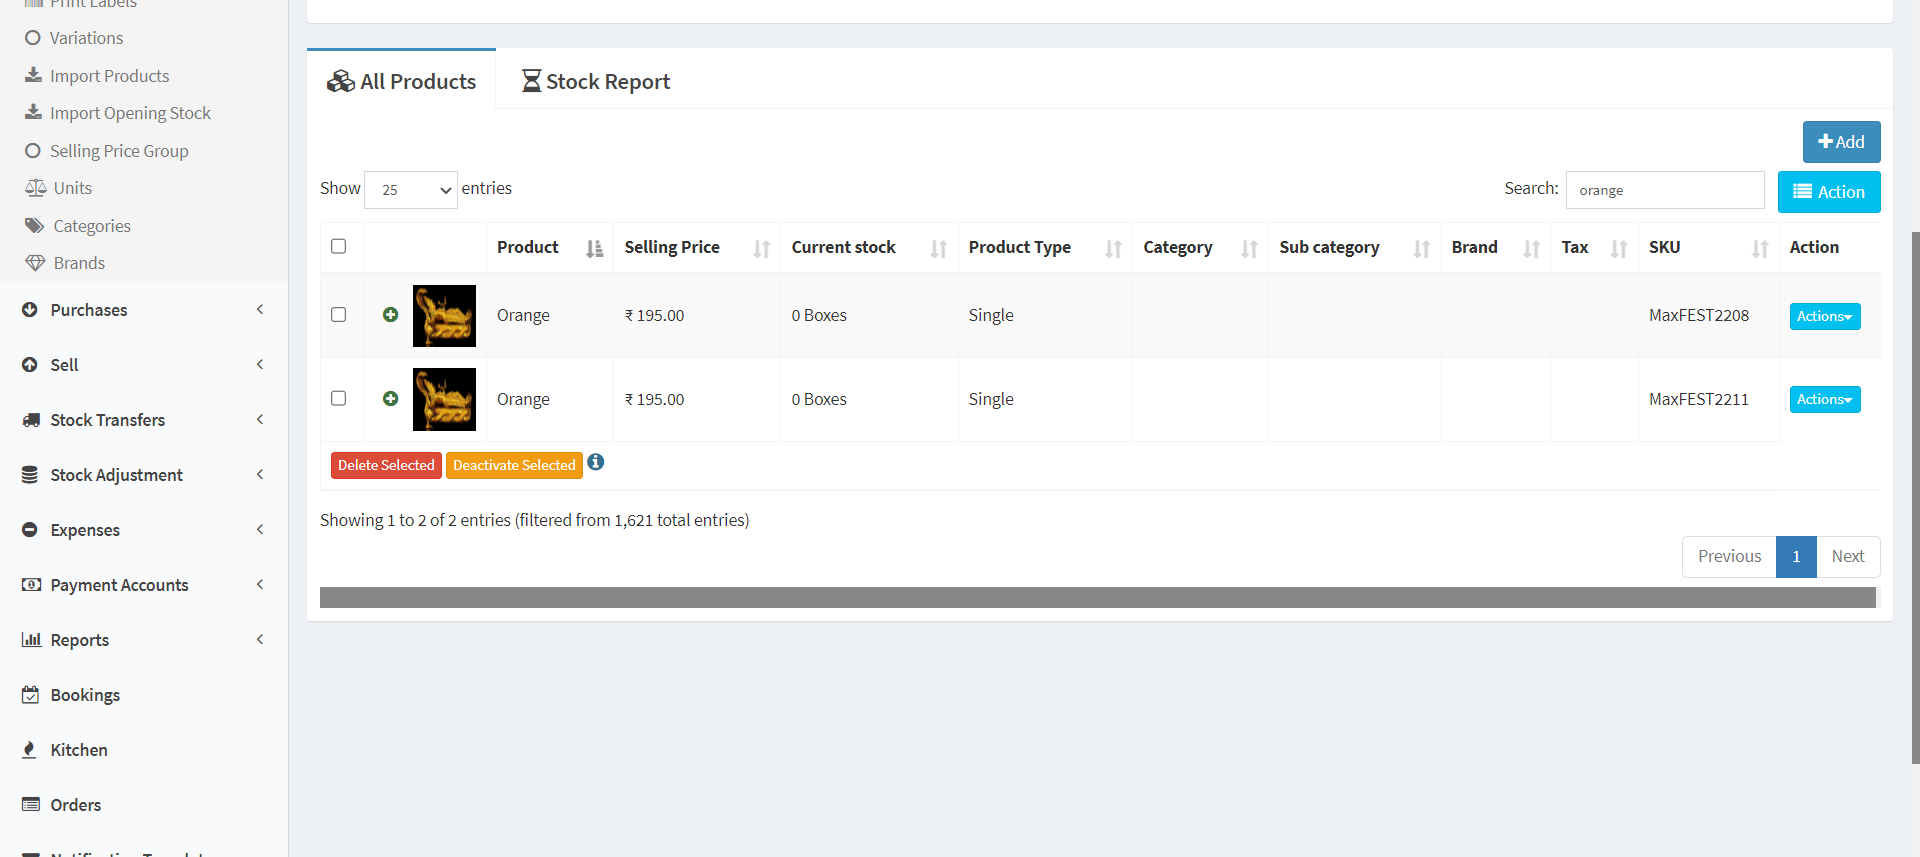 Print Labels
Variations
Import Products
Import Opening Stock
Selling Price Group
Units
Categories
Brands
Purchases
Sell
Stock Transfers
Stock Adjustment
Expenses
Payment Accounts
Reports
Bookings
Kitchen
Orders
All Products
Stock Report
Add
Show 25 entries
Search: orange
Action
Product Selling Price Current stock Product Type Category Sub category Brand Tax SKU Action
Orange ₹ 195.00 0 Boxes Single MaxFEST2208 Actions
Orange ₹ 195.00 0 Boxes Single MaxFEST2211 Actions
Delete Selected Deactivate Selected
Showing 1 to 2 of 2 entries (filtered from 1,621 total entries)
Previous 1 Next